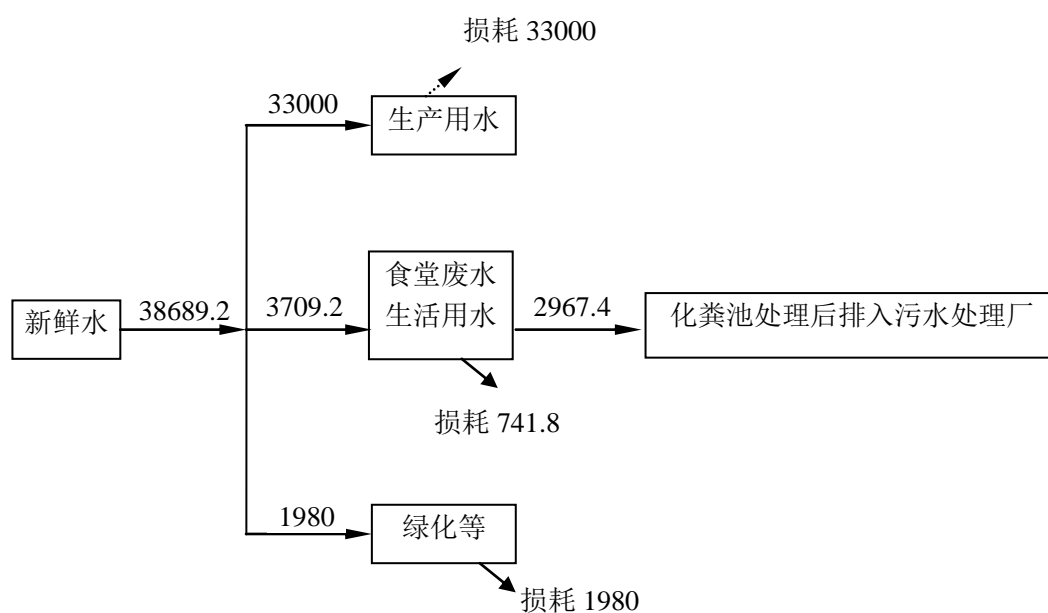 损耗 33000
33000
生产用水
新鲜水
38689.2
3709.2
食堂废水
生活用水
2967.4
化粪池处理后排入污水处理厂
损耗 741.8
1980
绿化等
损耗 1980